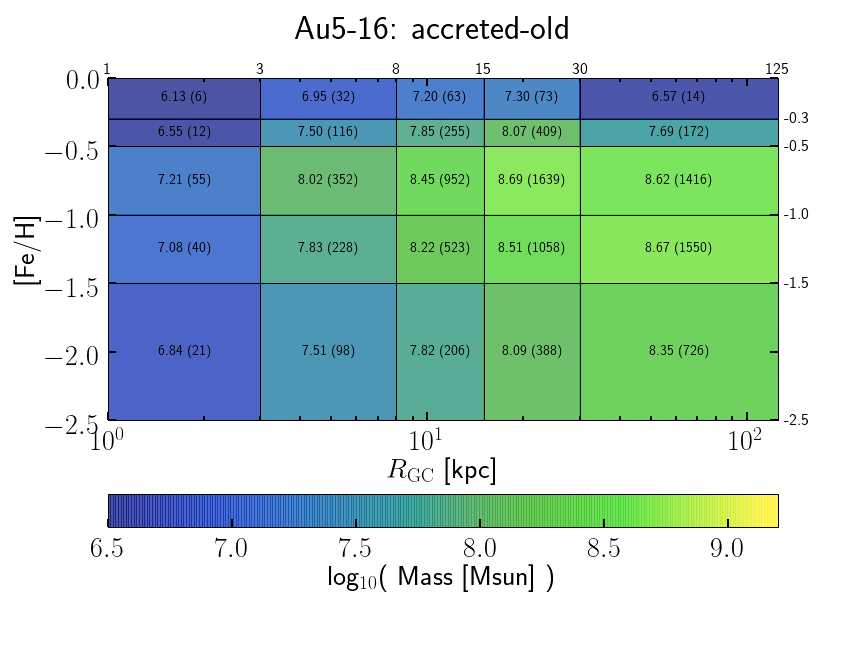 Au5-16: accreted-old
1 3 8 15 30 125
0.0 6.13 (6) 6.95 (32) 7.20 (63) 7.30 (73) 6.57 (14)
-0.3
6.55 (12) 7.50 (116) 7.85 (255) 8.07 (409) 7.69 (172)
−0.5 -0.5
7.21 (55) 8.02 (352) 8.45 (952) 8.69 (1639) 8.62 (1416)
−1.0 -1.0
[Fe/H]
7.08 (40) 7.83 (228) 8.22 (523) 8.51 (1058) 8.67 (1550)
−1.5 -1.5
−2.0 6.84 (21) 7.51 (98) 7.82 (206) 8.09 (388) 8.35 (726)
−2.5 -2.5
10⁰ 10¹ 10²
R_GC [kpc]
6.5 7.0 7.5 8.0 8.5 9.0
log₁₀( Mass [Msun] )